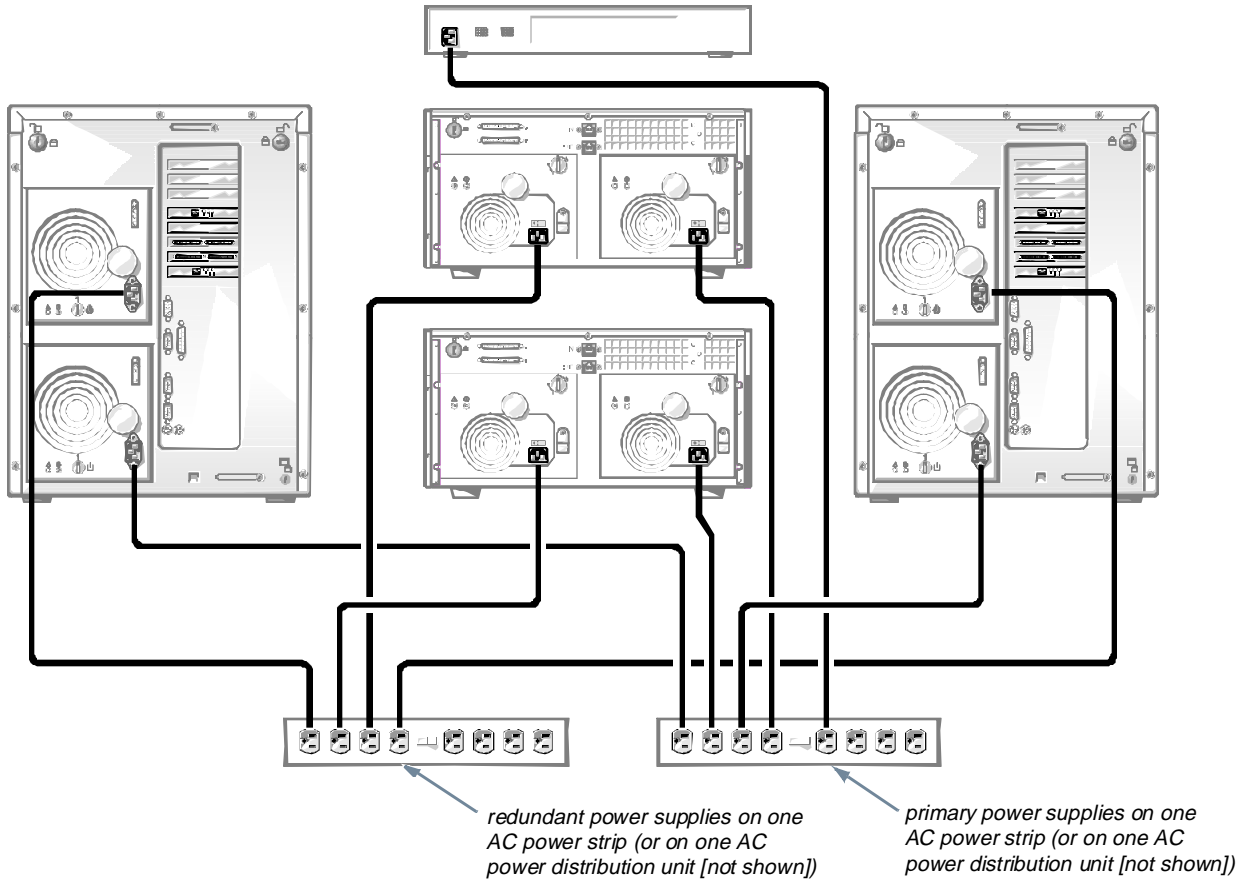 redundant power supplies on one
AC power strip (or on one AC
power distribution unit [not shown])
primary power supplies on one
AC power strip (or on one AC
power distribution unit [not shown])